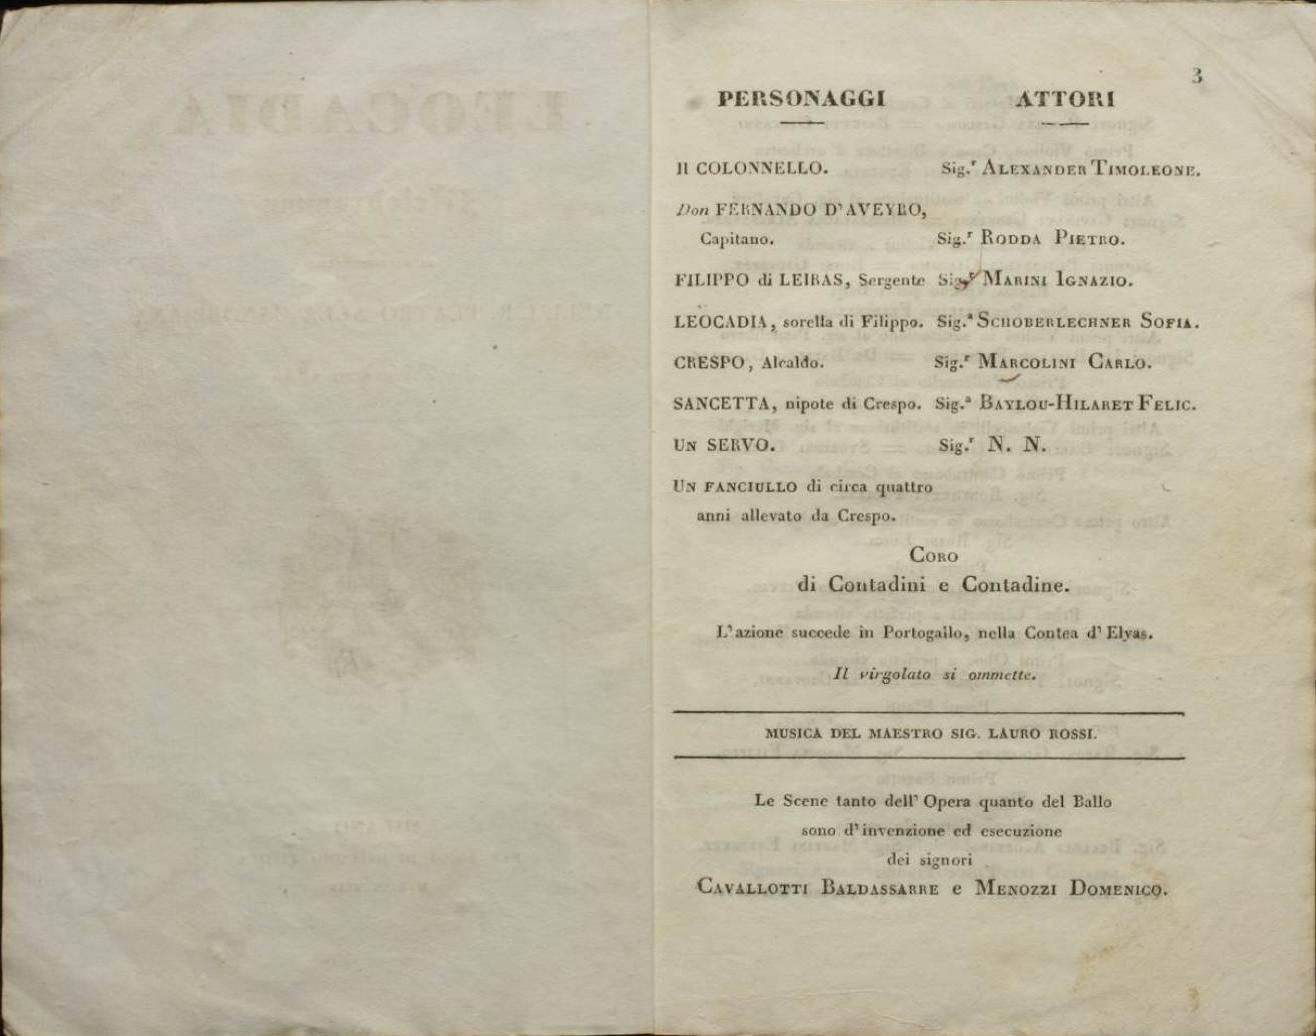 3
PERSONAGGI ATTORI
Il COLONNELLO. Sig.r ALEXANDER TIMOLEONE.
Don FERNANDO D'AVEYRO,
Capitano. Sig.r RODDA PIETRO.
FILIPPO di LEIRAS, Sergente Sig.r MARINI IGNAZIO.
LEOCADIA, sorella di Filippo. Sig.a SCHOBERLECHNER SOFIA.
CRESPO, Alcaldo. Sig.r MARCOLINI CARLO.
SANCETTA, nipote di Crespo. Sig.a BAYLOU-HILARET FELIC.
UN SERVO. Sig.r N. N.
UN FANCIULLO di circa quattro
anni allevato da Crespo.
CORO
di Contadini e Contadine.
L'azione succede in Portogallo, nella Contea d'Elvas.
Il virgolato si ommette.
MUSICA DEL MAESTRO SIG. LAURO ROSSI.
Le Scene tanto dell'Opera quanto del Ballo
sono d'invenzione ed esecuzione
dei signori
CAVALLOTTI BALDASSARRE e MENOZZI DOMENICO.